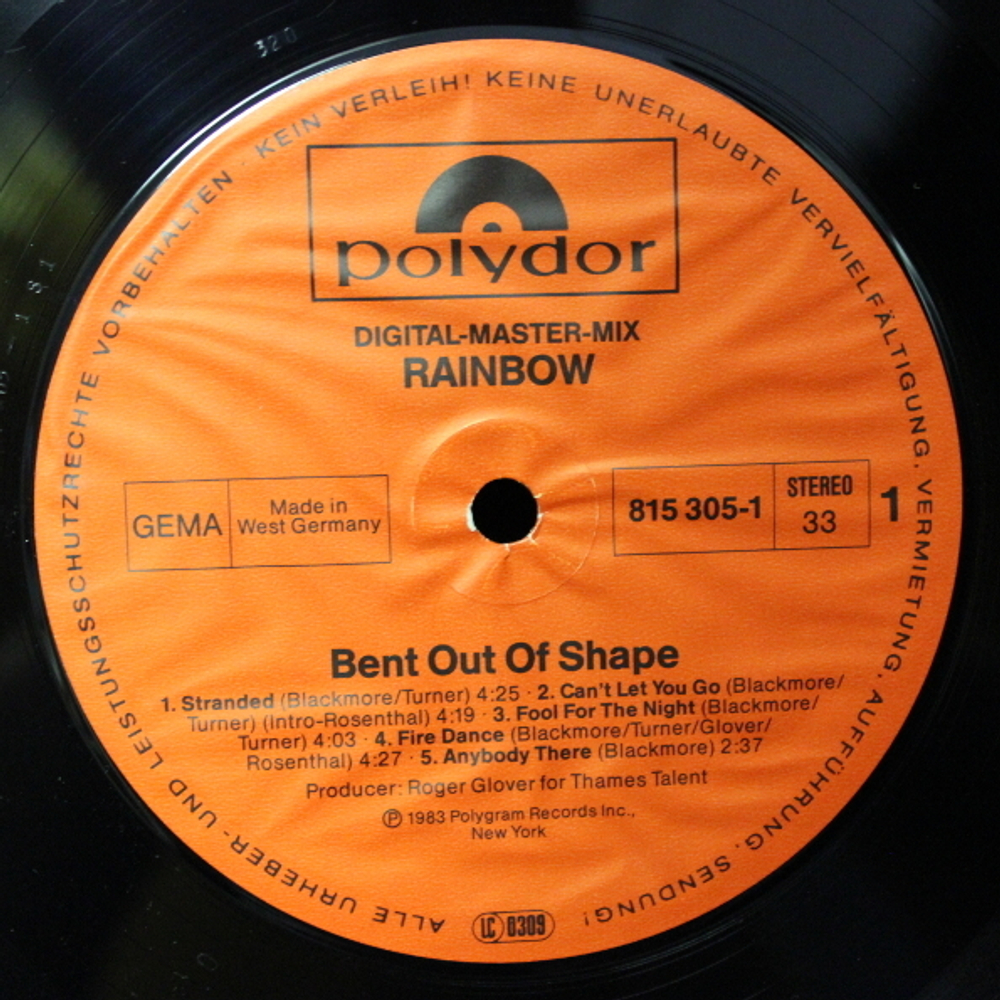 320
ALLE URHEBER- UND LEISTUNGSSCHUTZRECHTE VORBEHALTEN · KEIN VERLEIH! KEINE UNERLAUBTE VERVIELFÄLTIGUNG, VERMIETUNG, AUFFÜHRUNG, SENDUNG!
polydor
DIGITAL-MASTER-MIX
RAINBOW
GEMA
Made in
West Germany
815 305-1
STEREO
33
1
Bent Out Of Shape
1. Stranded (Blackmore/Turner) 4:25 · 2. Can't Let You Go (Blackmore/
Turner) (Intro-Rosenthal) 4:19 · 3. Fool For The Night (Blackmore/
Turner) 4:03 · 4. Fire Dance (Blackmore/Turner/Glover/
Rosenthal) 4:27 · 5. Anybody There (Blackmore) 2:37
Producer: Roger Glover for Thames Talent
Ⓟ 1983 Polygram Records Inc.,
New York
LC 0309